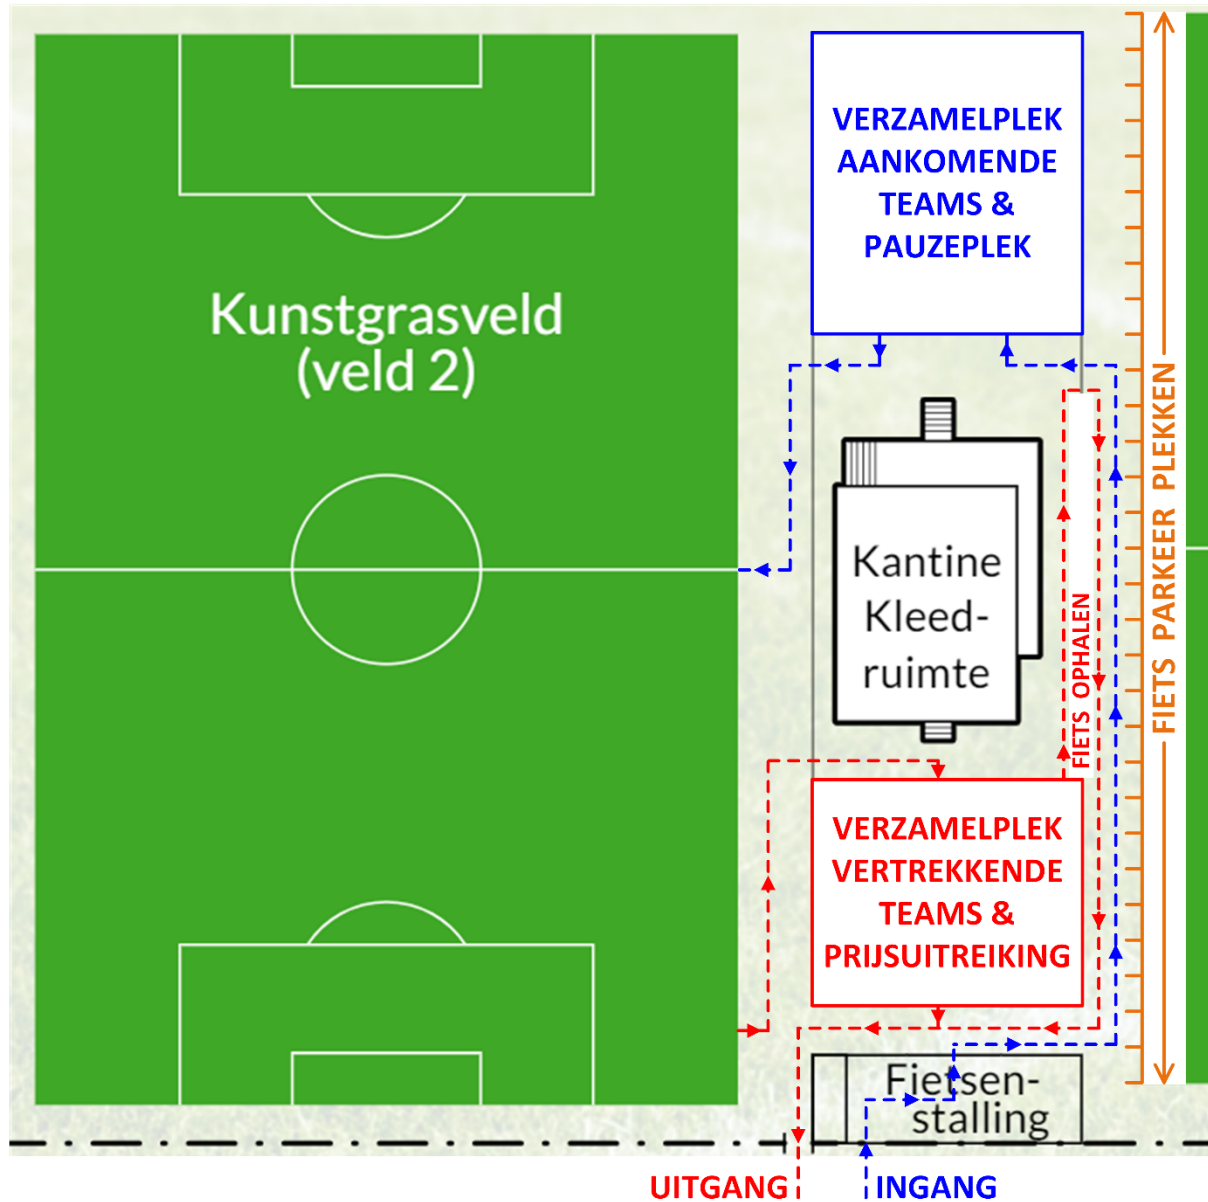 VERZAMELPLEK
AANKOMENDE
TEAMS &
PAUZEPLEK
Kunstgrasveld
(veld 2)
FIETS PARKEER PLEKKEN
Kantine
Kleed-
ruimte
FIETS OPHALEN
VERZAMELPLEK
VERTREKKENDE
TEAMS &
PRIJSUITREIKING
Fietsen-
stalling
UITGANG
INGANG